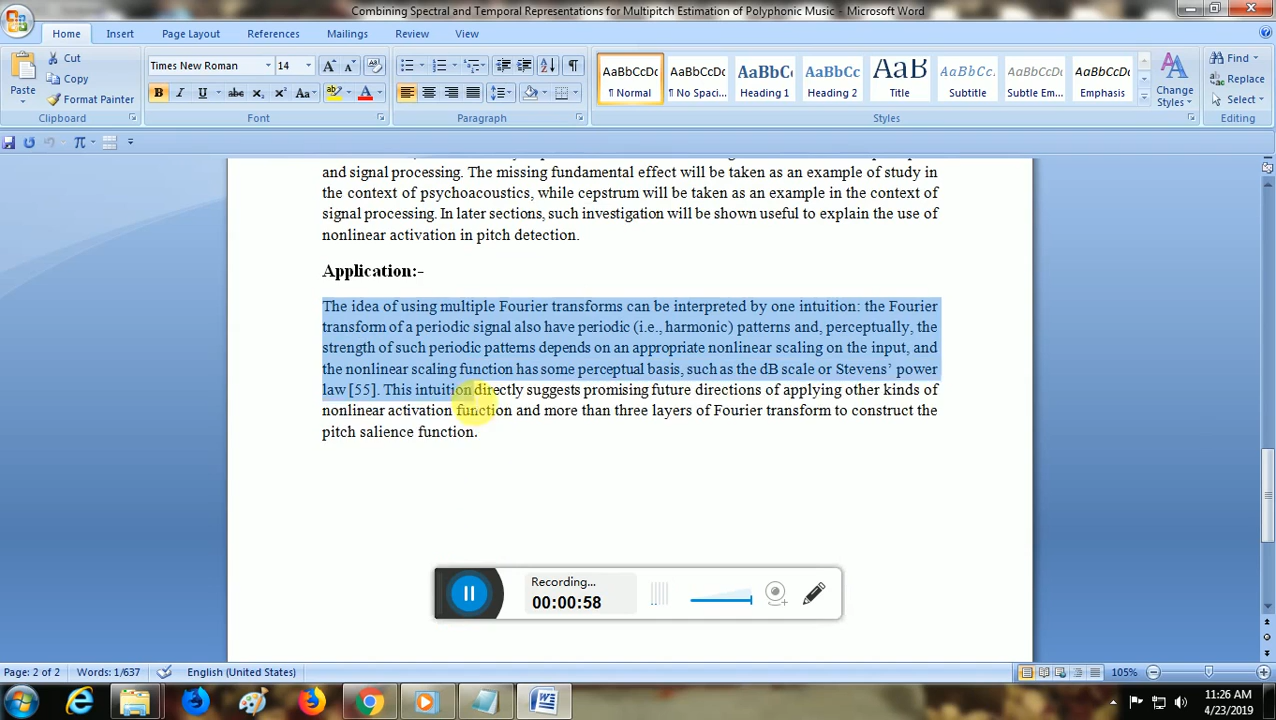 Combining Spectral and Temporal Representations for Multipitch Estimation of Polyphonic Music - Microsoft Word
Home Insert Page Layout References Mailings Review View
Paste
Cut
Copy
Format Painter
Clipboard
Times New Roman 14
B I U abc X₂ X² Aa ab A
Font
Paragraph
AaBbCcDc AaBbCcDc AaBbCc AaBbCc AaB AaBbCc. AaBbCcDc AaBbCcDc
¶ Normal ¶ No Spaci... Heading 1 Heading 2 Title Subtitle Subtle Em... Emphasis
Change Styles
Styles
Find
Replace
Select
Editing
π
and signal processing. The missing fundamental effect will be taken as an example of study in
the context of psychoacoustics, while cepstrum will be taken as an example in the context of
signal processing. In later sections, such investigation will be shown useful to explain the use of
nonlinear activation in pitch detection.
Application:-
The idea of using multiple Fourier transforms can be interpreted by one intuition: the Fourier
transform of a periodic signal also have periodic (i.e., harmonic) patterns and, perceptually, the
strength of such periodic patterns depends on an appropriate nonlinear scaling on the input, and
the nonlinear scaling function has some perceptual basis, such as the dB scale or Stevens' power
law [55]. This intuition directly suggests promising future directions of applying other kinds of
nonlinear activation function and more than three layers of Fourier transform to construct the
pitch salience function.
Recording...
00:00:58
Page: 2 of 2 Words: 1/637 English (United States) 105%
11:26 AM
4/23/2019